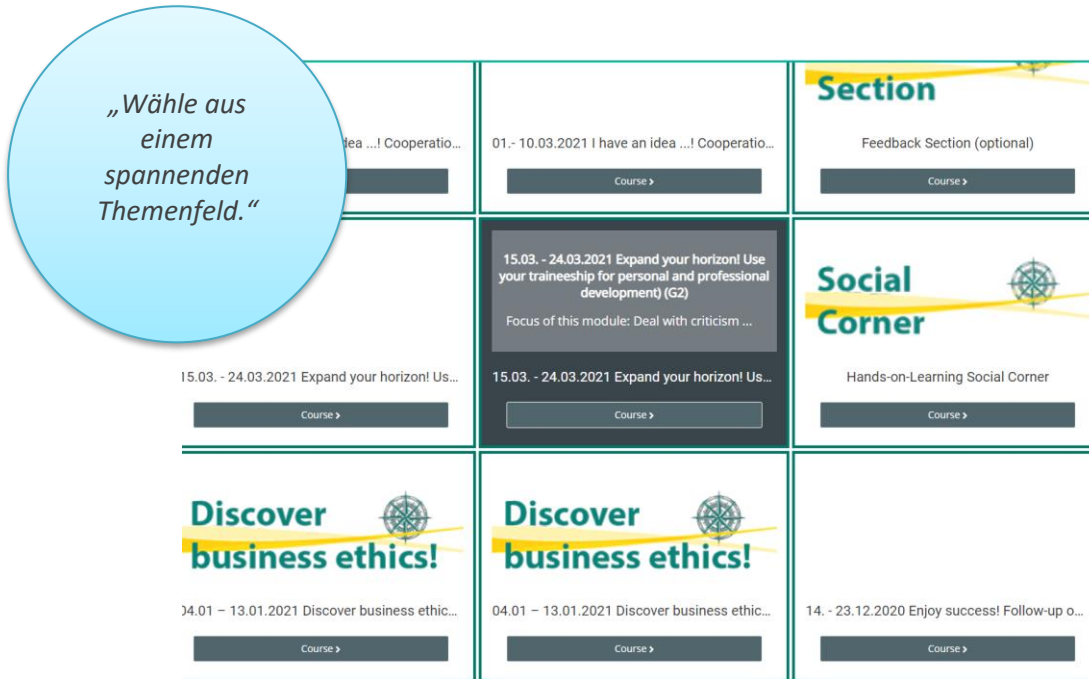 „Wähle aus
einem
spannenden
Themenfeld.“
dea ...! Cooperatio...
01.- 10.03.2021 I have an idea ...! Cooperatio...
Course >
Section
Feedback Section (optional)
Course >
15.03. - 24.03.2021 Expand your horizon! Us...
Course >
15.03. - 24.03.2021 Expand your horizon! Use
your traineeship for personal and professional
development) (G2)
Focus of this module: Deal with criticism ...
15.03. - 24.03.2021 Expand your horizon! Us...
Course >
Social
Corner
Hands-on-Learning Social Corner
Course >
Discover
business ethics!
04.01 – 13.01.2021 Discover business ethic...
Course >
Discover
business ethics!
04.01 – 13.01.2021 Discover business ethic...
Course >
14. - 23.12.2020 Enjoy success! Follow-up o...
Course >